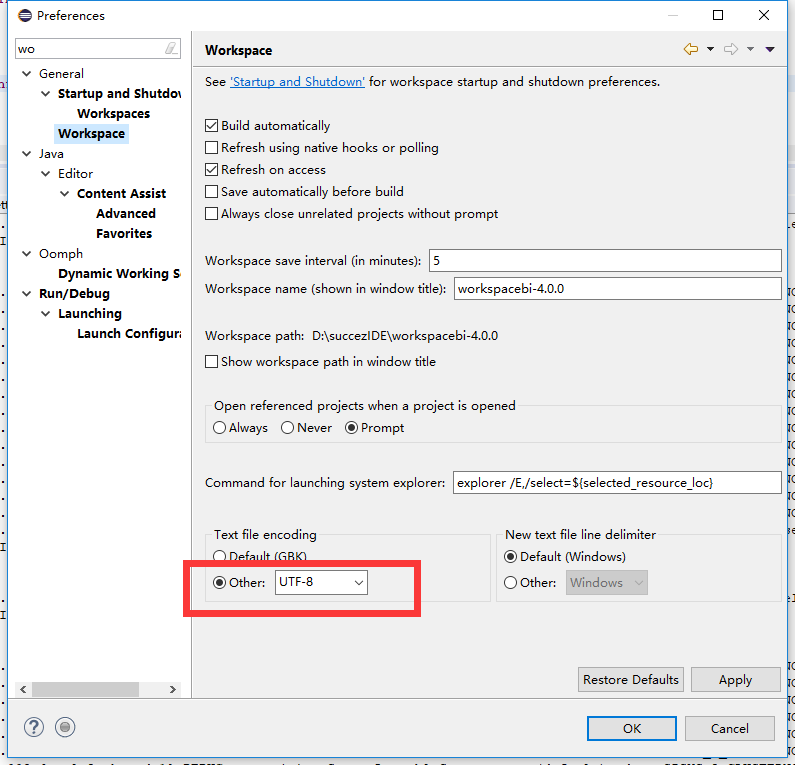 Preferences
wo
General
Startup and Shutdov
Workspaces
Workspace
Java
Editor
Content Assist
Advanced
Favorites
Oomph
Dynamic Working S
Run/Debug
Launching
Launch Configura
Workspace
See 'Startup and Shutdown' for workspace startup and shutdown preferences.
Build automatically
Refresh using native hooks or polling
Refresh on access
Save automatically before build
Always close unrelated projects without prompt
Workspace save interval (in minutes): 5
Workspace name (shown in window title): workspacebi-4.0.0
Workspace path: D:\succezIDE\workspacebi-4.0.0
Show workspace path in window title
Open referenced projects when a project is opened
Always Never Prompt
Command for launching system explorer: explorer /E,/select=${selected_resource_loc}
Text file encoding
Default (GBK)
Other: UTF-8
New text file line delimiter
Default (Windows)
Other: Windows
Restore Defaults Apply
OK Cancel